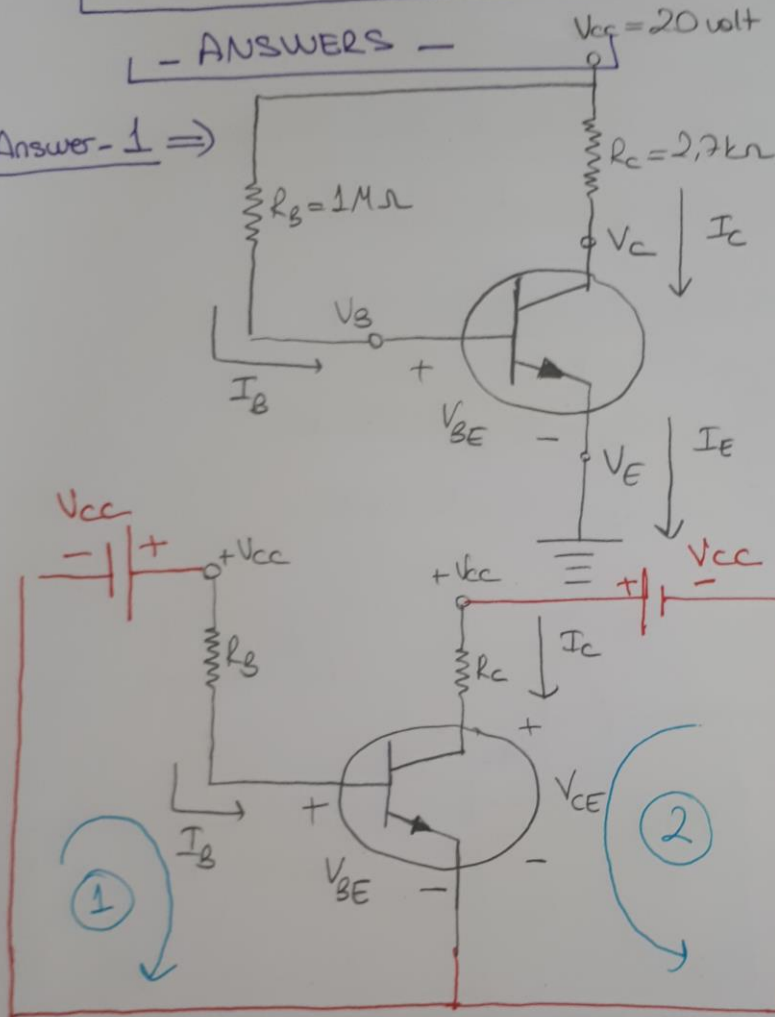 - ANSWERS -
Vcc = 20 volt
Answer-1 ⇒
RB = 1MΩ
RC = 2,7kΩ
VC
IC
VB
+
IB
VBE
-
VE
IE
VCC
- +
+Vcc
+Vcc
+ -
VCC
RB
RC
IC
+
+
VCE
IB
VBE
-
-
1
2